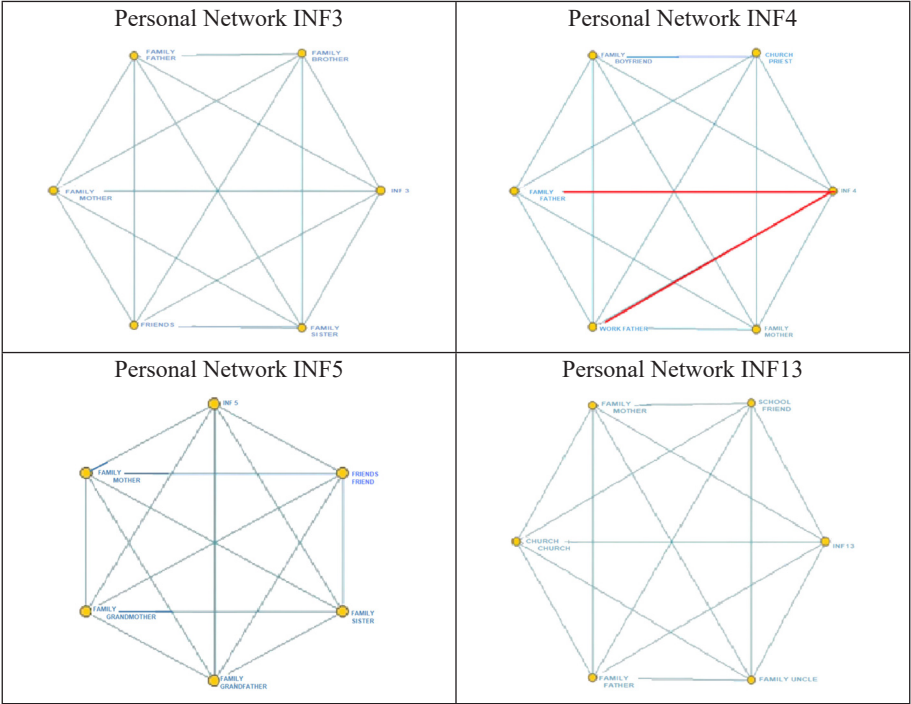 Personal Network INF3
FAMILY
FATHER
FAMILY
BROTHER
FAMILY
MOTHER
INF 3
FRIENDS
FAMILY
SISTER
Personal Network INF4
FAMILY
BOYFRIEND
CHURCH
PRIEST
FAMILY
FATHER
INF 4
WORK FATHER
FAMILY
MOTHER
Personal Network INF5
INF 5
FAMILY
MOTHER
FRIENDS
FRIEND
FAMILY
GRANDMOTHER
FAMILY
SISTER
FAMILY
GRANDFATHER
Personal Network INF13
FAMILY
MOTHER
SCHOOL
FRIEND
CHURCH
CHURCH
INF13
FAMILY
FATHER
FAMILY UNCLE